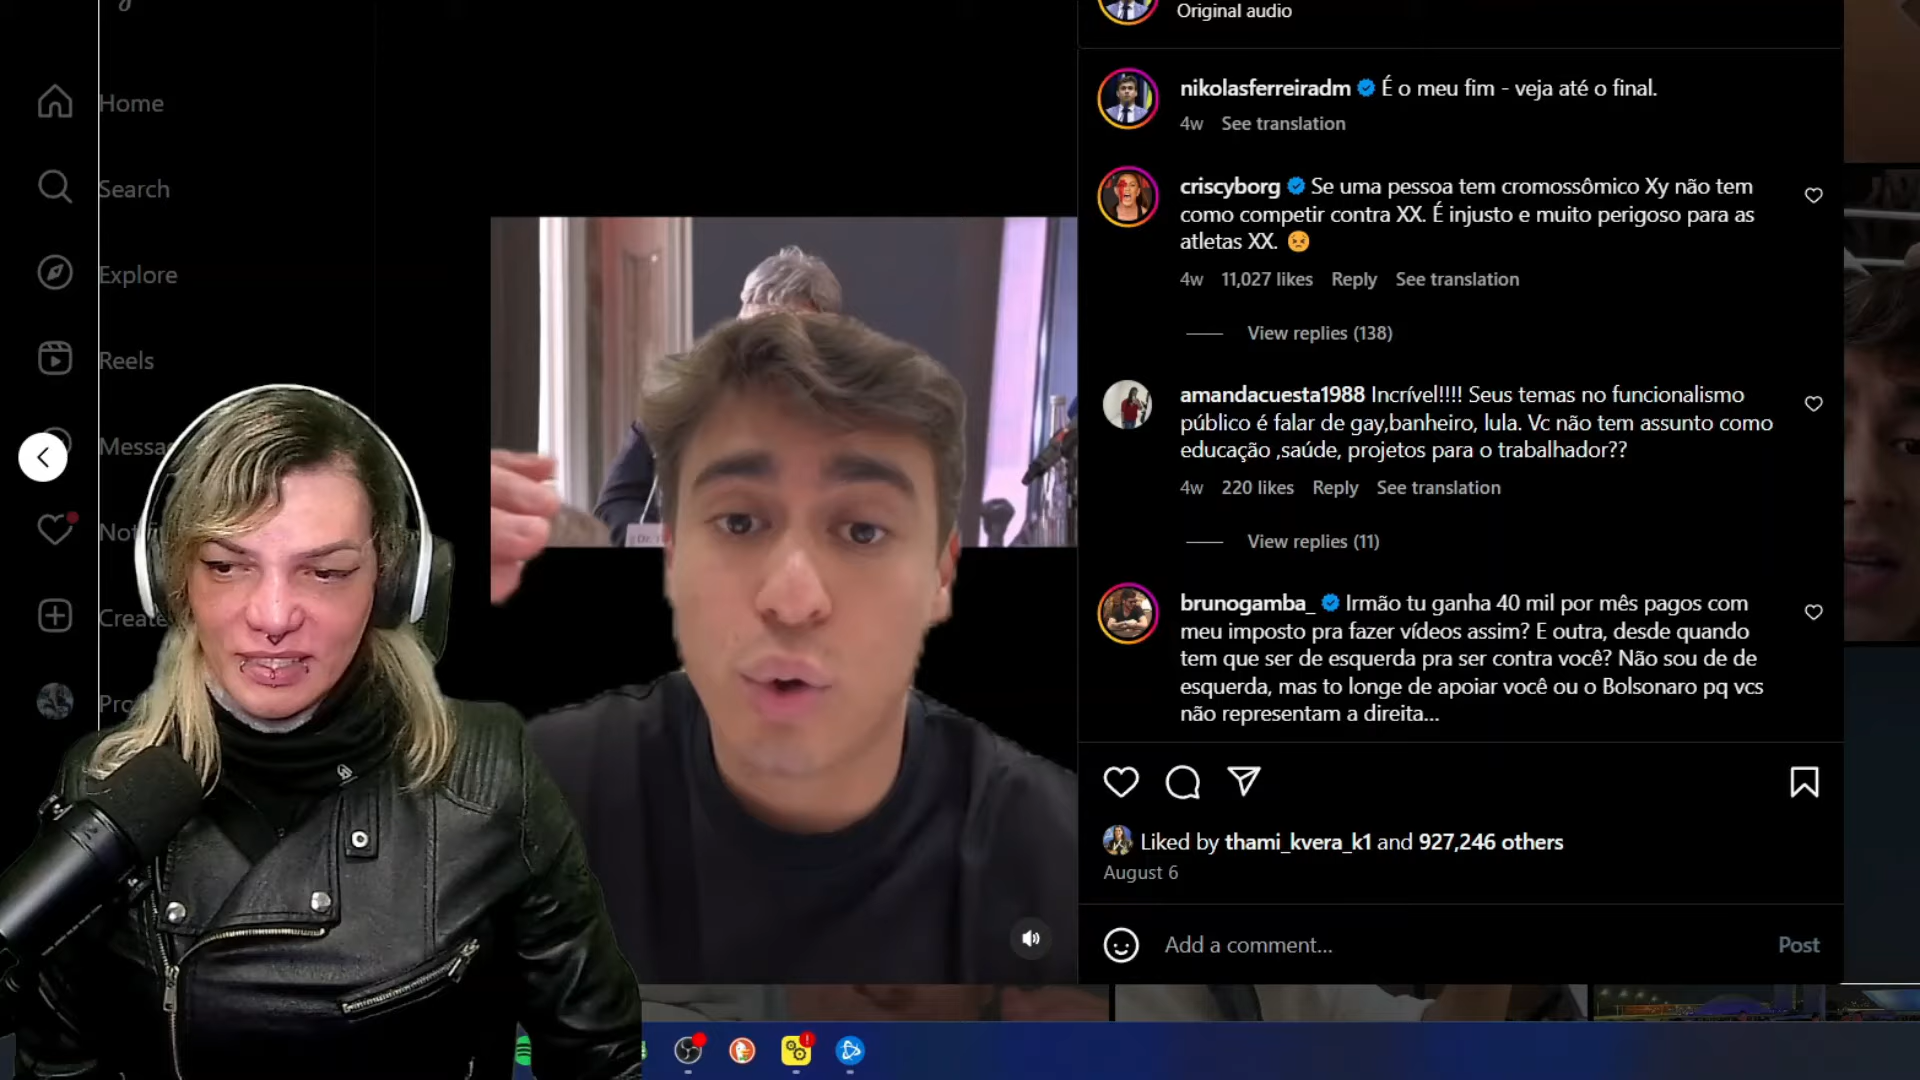 Original audio
Home
Search
Explore
Reels
Messa
Notifi
Create
Pro
nikolasferreiradm É o meu fim - veja até o final.
4w See translation
criscyborg Se uma pessoa tem cromossômico Xy não tem
como competir contra XX. É injusto e muito perigoso para as
atletas XX. 😣
4w 11,027 likes Reply See translation
View replies (138)
amandacuesta1988 Incrível!!!! Seus temas no funcionalismo
público é falar de gay,banheiro, lula. Vc não tem assunto como
educação ,saúde, projetos para o trabalhador??
4w 220 likes Reply See translation
View replies (11)
brunogamba_ Irmão tu ganha 40 mil por mês pagos com
meu imposto pra fazer vídeos assim? E outra, desde quando
tem que ser de esquerda pra ser contra você? Não sou de de
esquerda, mas to longe de apoiar você ou o Bolsonaro pq vcs
não representam a direita...
Liked by thami_kvera_k1 and 927,246 others
August 6
Add a comment...
Post